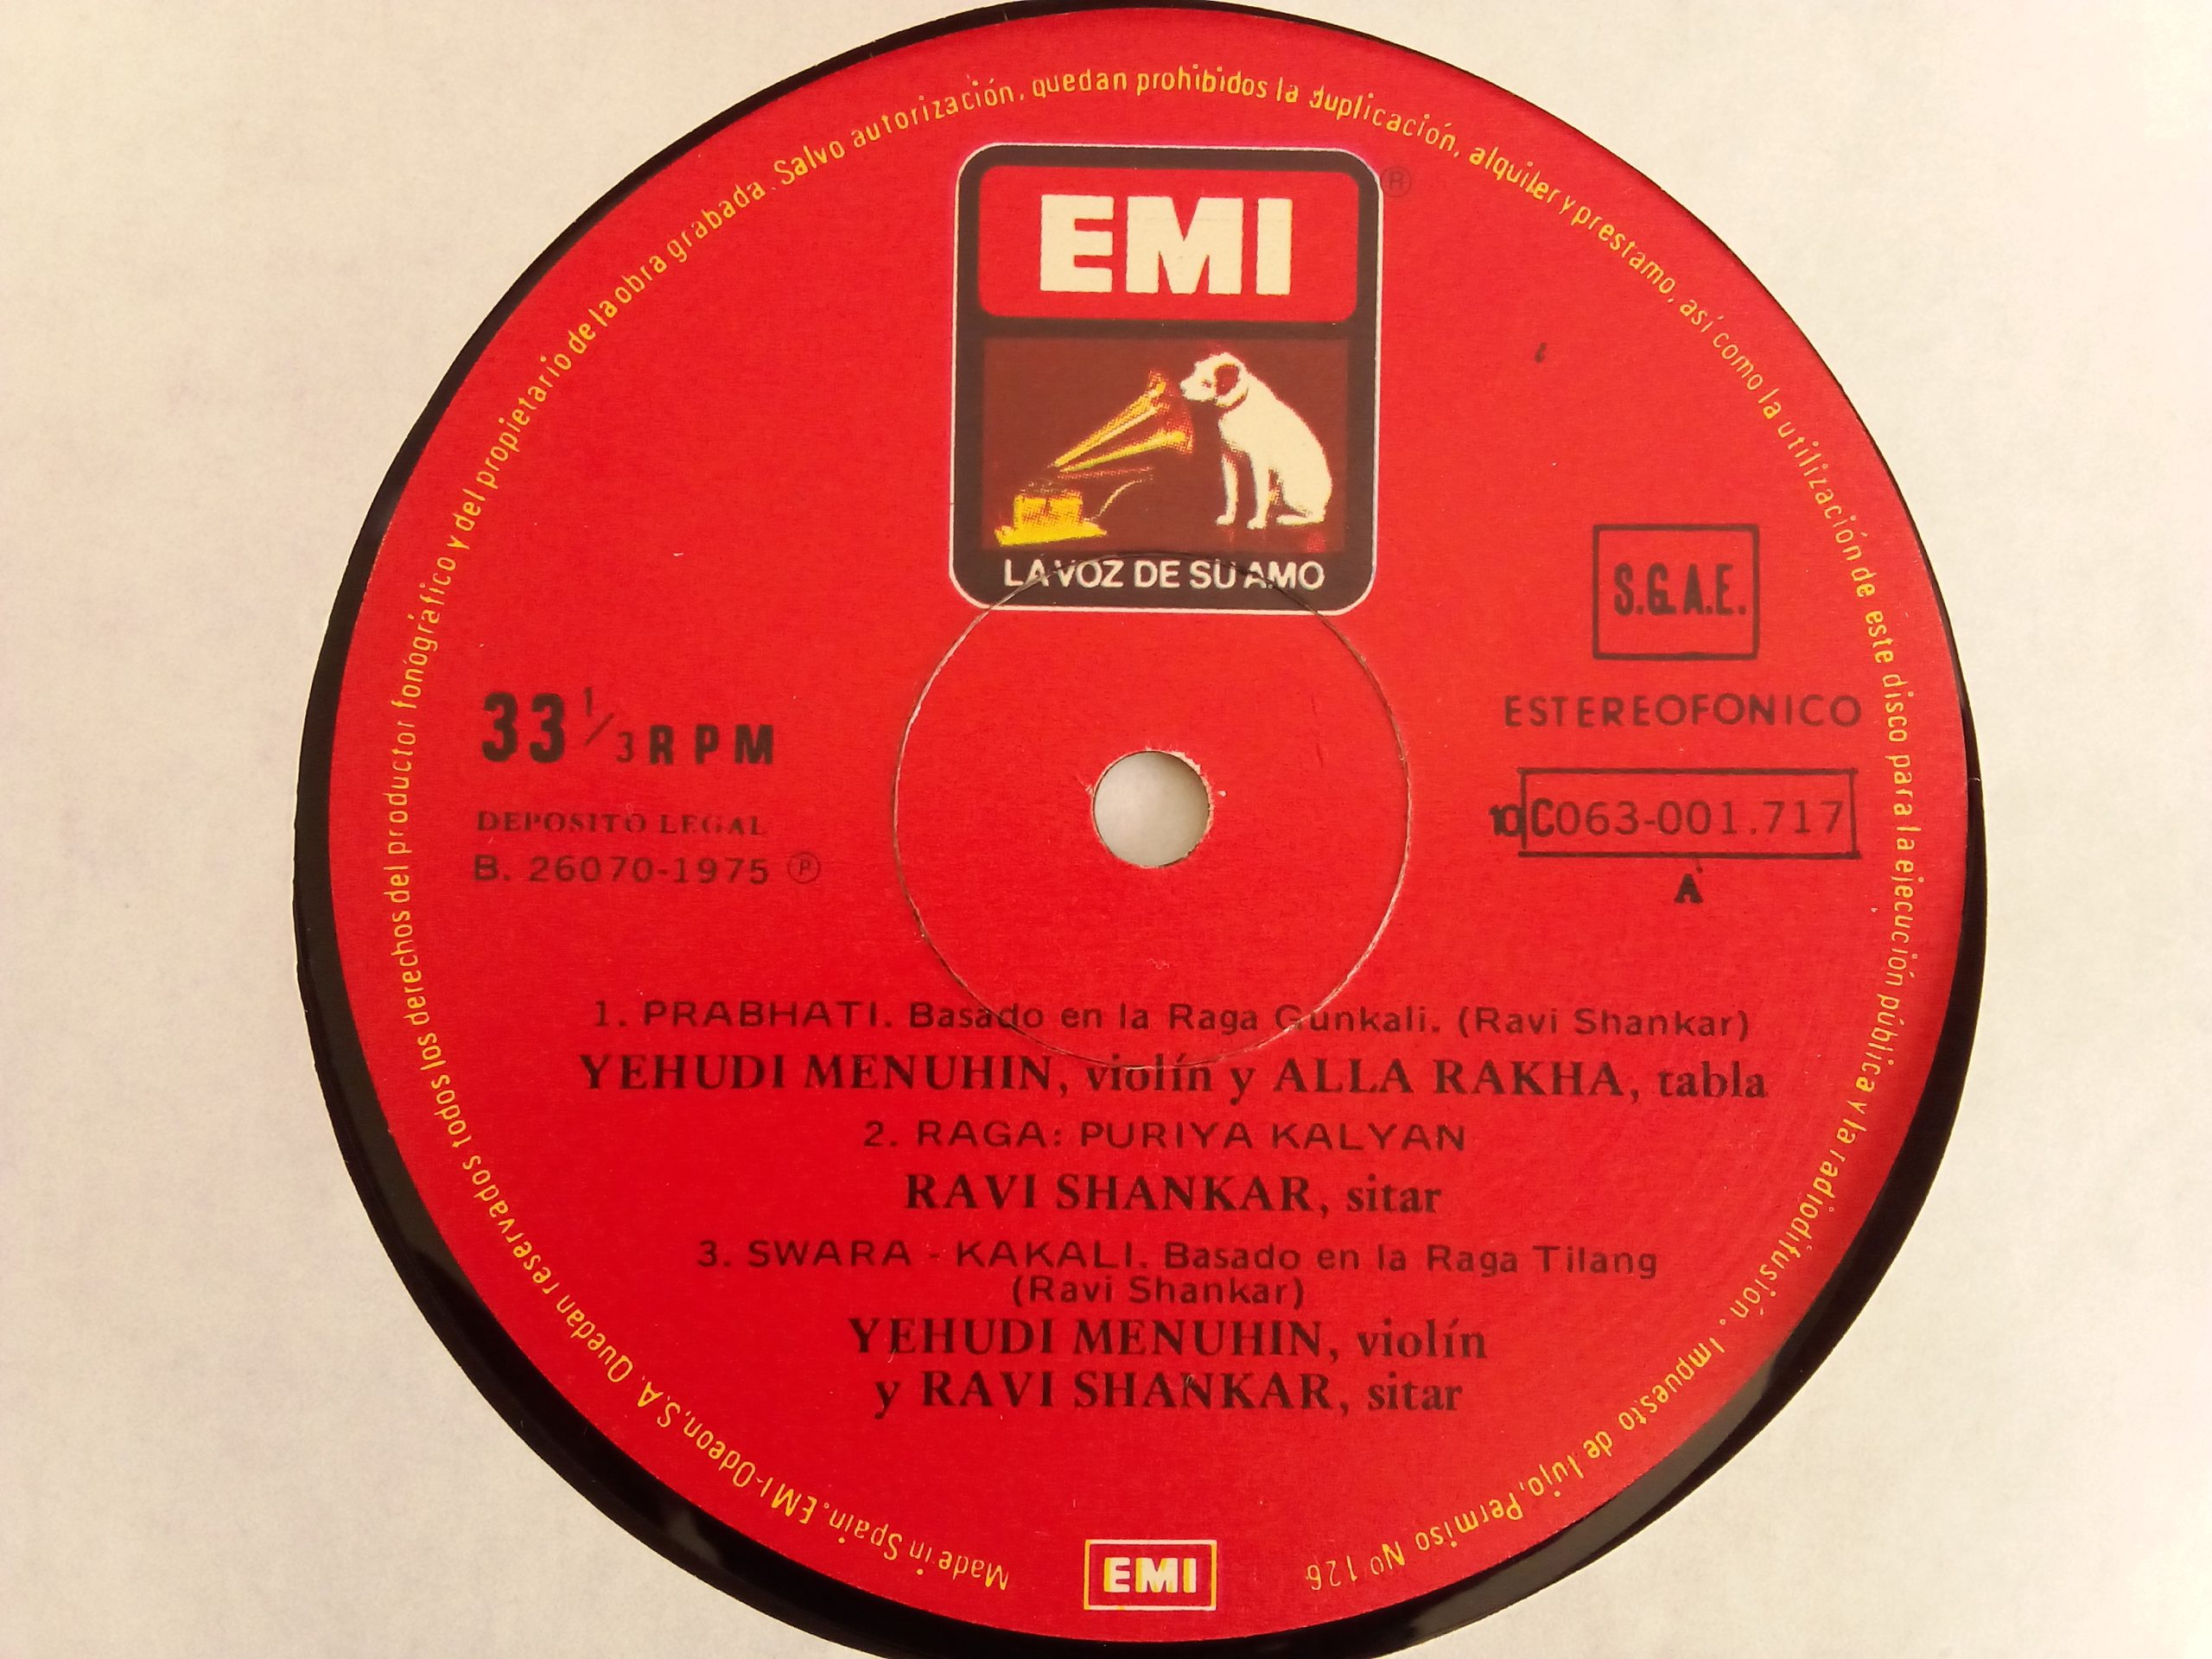 Made in Spain. EMI-Odeon, S.A. Quedan reservados todos los derechos del productor fonográfico y del propietario de la obra grabada. Salvo autorización, quedan prohibidos la duplicación, alquiler y prestamo, así como la utilización de este disco para la ejecución pública y la radiodifusión. Impuesto de lujo, Permiso Nº 126
EMI
®
LA VOZ DE SU AMO
S.G.A.E.
ESTEREOFONICO
33 1/3 RPM
10C063-001.717
DEPOSITO LEGAL
B. 26070-1975 ℗
A
1. PRABHATI. Basado en la Raga Gunkali. (Ravi Shankar)
YEHUDI MENUHIN, violín y ALLA RAKHA, tabla
2. RAGA: PURIYA KALYAN
RAVI SHANKAR, sitar
3. SWARA - KAKALI. Basado en la Raga Tilang
(Ravi Shankar)
YEHUDI MENUHIN, violín
y RAVI SHANKAR, sitar
EMI